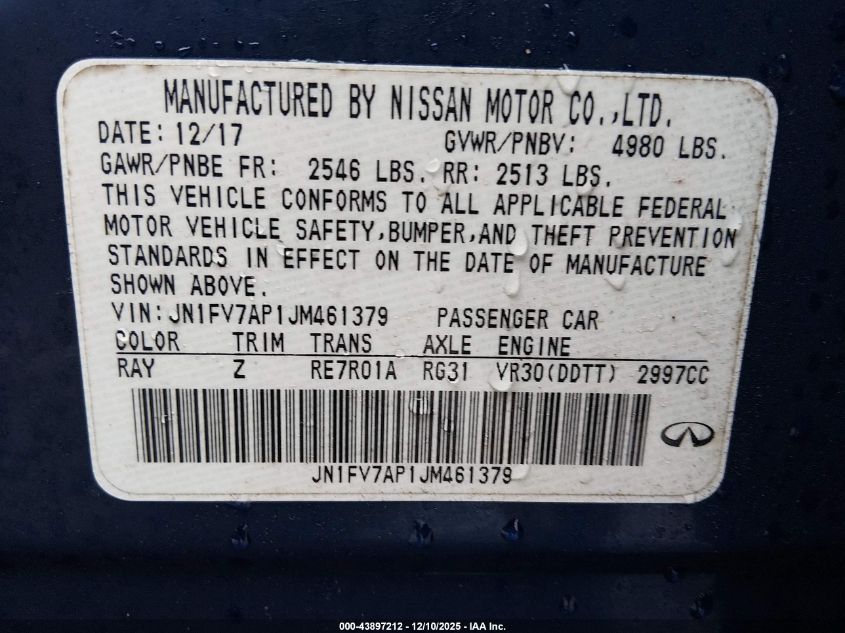 MANUFACTURED BY NISSAN MOTOR CO.,LTD.
DATE: 12/17 GVWR/PNBV: 4980 LBS.
GAWR/PNBE FR: 2546 LBS. RR: 2513 LBS.
THIS VEHICLE CONFORMS TO ALL APPLICABLE FEDERAL
MOTOR VEHICLE SAFETY,BUMPER,AND THEFT PREVENTION
STANDARDS IN EFFECT ON THE DATE OF MANUFACTURE
SHOWN ABOVE.
VIN:JN1FV7AP1JM461379 PASSENGER CAR
COLOR TRIM TRANS AXLE ENGINE
RAY Z RE7R01A RG31 VR30(DDTT) 2997CC
JN1FV7AP1JM461379
000-43897212 - 12/10/2025 - IAA Inc.